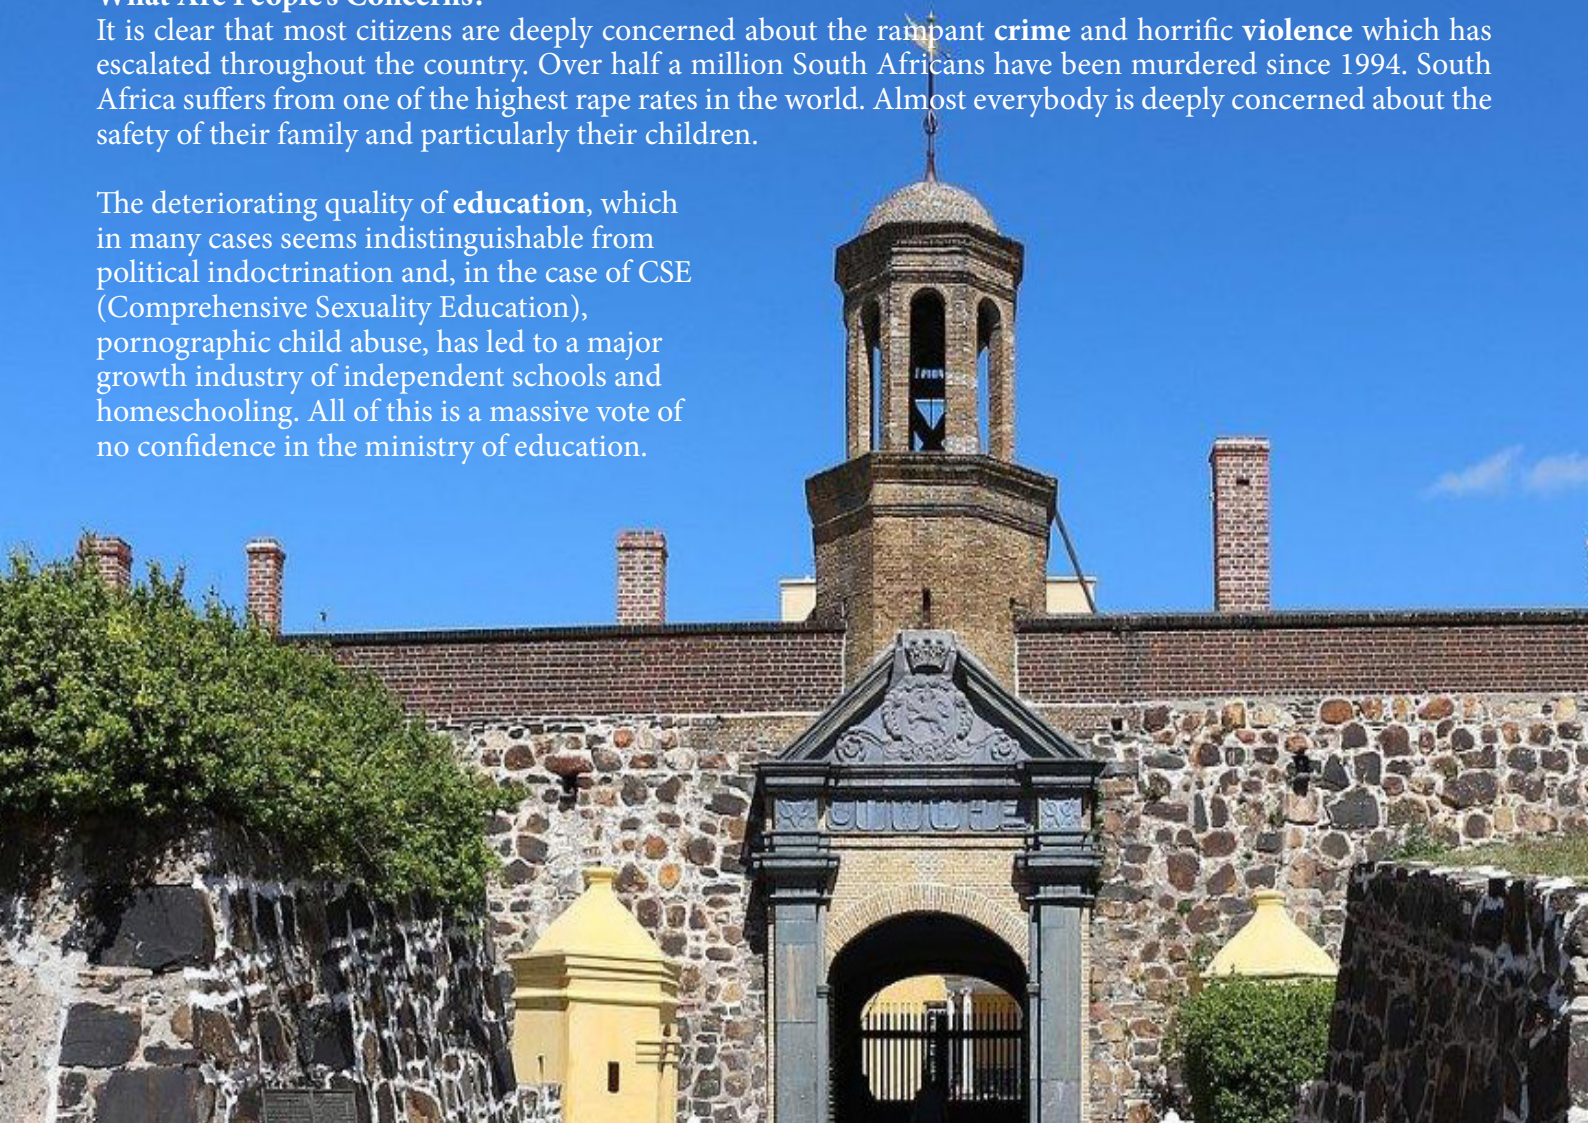 What Are People's Concerns?
It is clear that most citizens are deeply concerned about the rampant crime and horrific violence which has
escalated throughout the country. Over half a million South Africans have been murdered since 1994. South
Africa suffers from one of the highest rape rates in the world. Almost everybody is deeply concerned about the
safety of their family and particularly their children.
The deteriorating quality of education, which
in many cases seems indistinguishable from
political indoctrination and, in the case of CSE
(Comprehensive Sexuality Education),
pornographic child abuse, has led to a major
growth industry of independent schools and
homeschooling. All of this is a massive vote of
no confidence in the ministry of education.